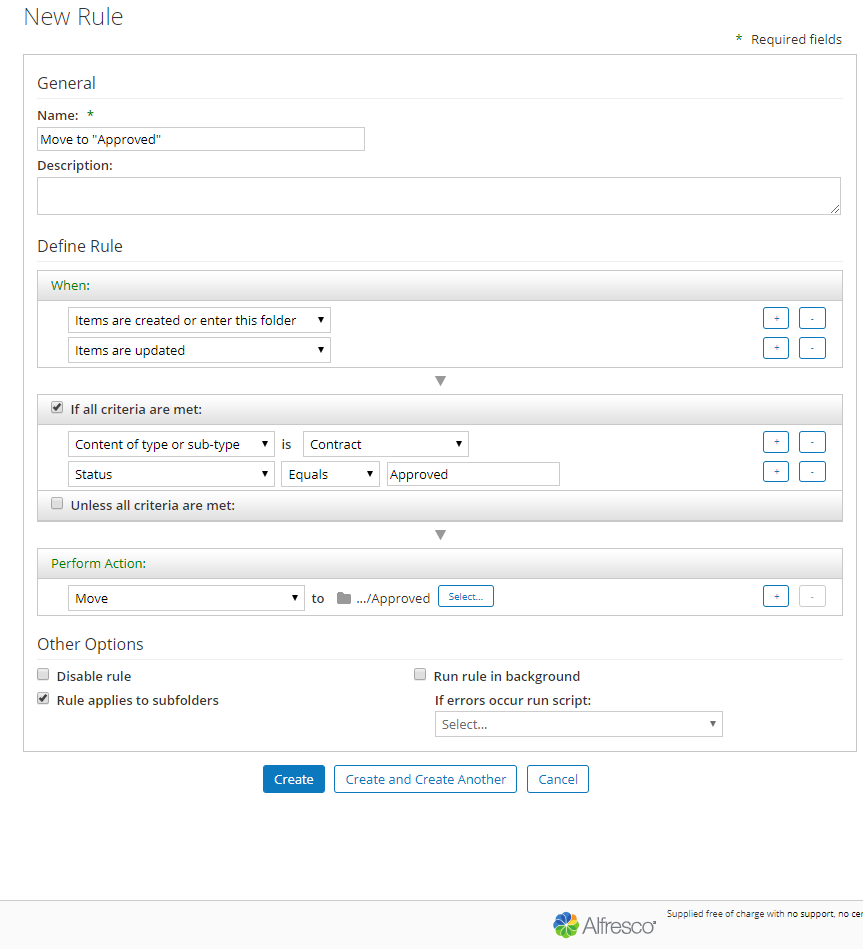 New Rule
* Required fields
General
Name: *
Move to "Approved"
Description:
Define Rule
When:
Items are created or enter this folder + -
Items are updated + -
If all criteria are met:
Content of type or sub-type is Contract + -
Status Equals Approved + -
Unless all criteria are met:
Perform Action:
Move to .../Approved Select... + -
Other Options
Disable rule Run rule in background
Rule applies to subfolders If errors occur run script:
Select...
Create Create and Create Another Cancel
Alfresco Supplied free of charge with no support, no cer